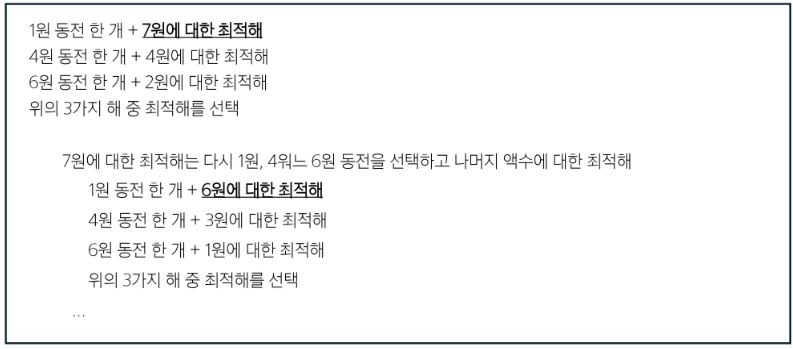 1원 동전 한 개 + 7원에 대한 최적해
4원 동전 한 개 + 4원에 대한 최적해
6원 동전 한 개 + 2원에 대한 최적해
위의 3가지 해 중 최적해를 선택
7원에 대한 최적해는 다시 1원, 4워느 6원 동전을 선택하고 나머지 액수에 대한 최적해
1원 동전 한 개 + 6원에 대한 최적해
4원 동전 한 개 + 3원에 대한 최적해
6원 동전 한 개 + 1원에 대한 최적해
위의 3가지 해 중 최적해를 선택
...